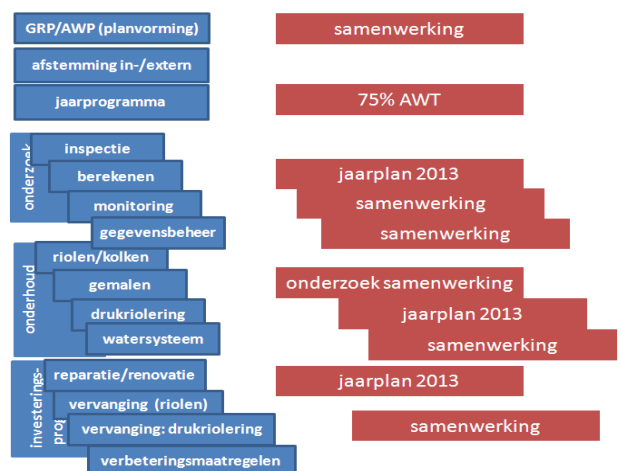 GRP/AWP (planvorming)
samenwerking
afstemming in-/extern
jaarprogramma
75% AWT
onderzoek
inspectie
berekenen
jaarplan 2013
monitoring
samenwerking
gegevensbeheer
samenwerking
onderhoud
riolen/kolken
gemalen
onderzoek samenwerking
drukriolering
jaarplan 2013
watersysteem
samenwerking
investerings-
reparatie/renovatie
jaarplan 2013
vervanging (riolen)
vervanging: drukriolering
samenwerking
verbeteringsmaatregelen